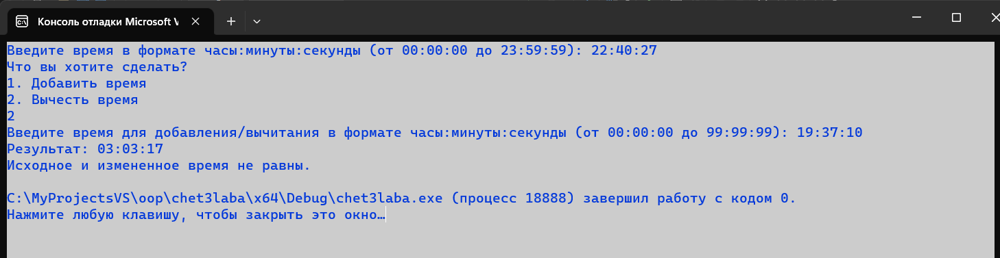 Консоль отладки Microsoft V
Введите время в формате часы:минуты:секунды (от 00:00:00 до 23:59:59): 22:40:27
Что вы хотите сделать?
1. Добавить время
2. Вычесть время
2
Введите время для добавления/вычитания в формате часы:минуты:секунды (от 00:00:00 до 99:99:99): 19:37:10
Результат: 03:03:17
Исходное и измененное время не равны.
C:\MyProjectsVS\oop\chet3laba\x64\Debug\chet3laba.exe (процесс 18888) завершил работу с кодом 0.
Нажмите любую клавишу, чтобы закрыть это окно…